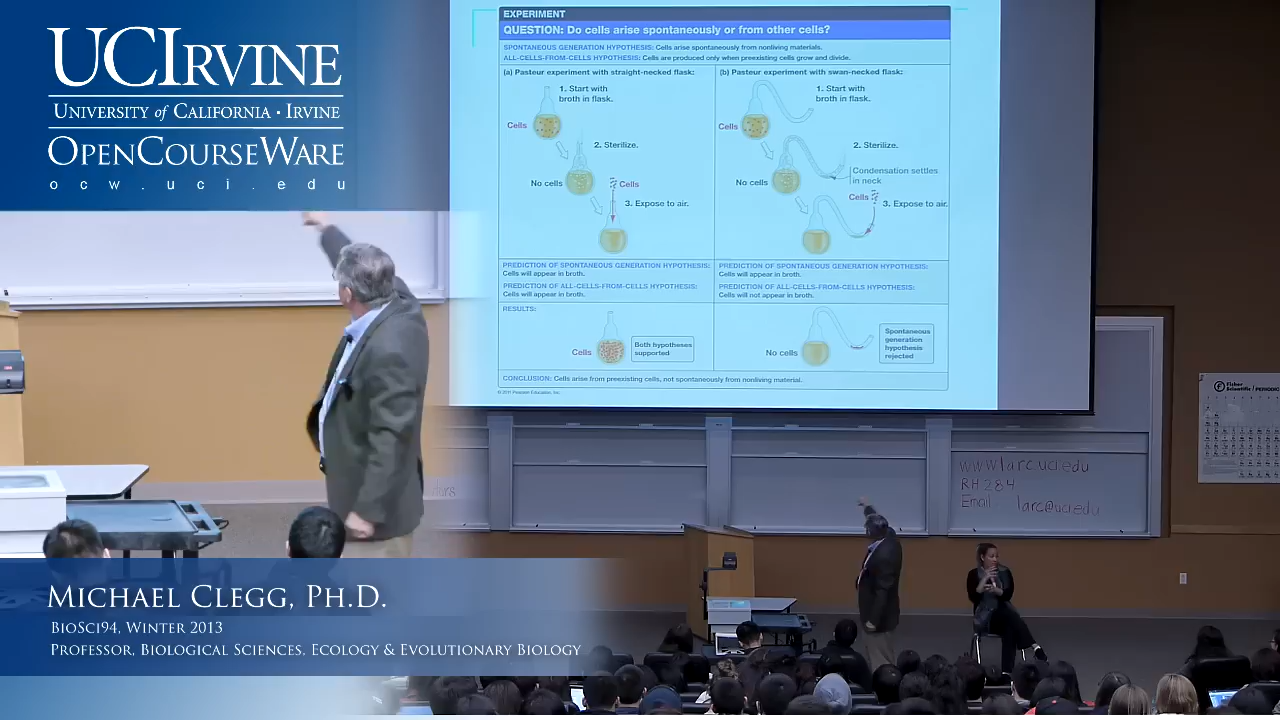 UCIRVINE
UNIVERSITY of CALIFORNIA · IRVINE
OPENCOURSEWARE
ocw.uci.edu
EXPERIMENT
QUESTION: Do cells arise spontaneously or from other cells?
SPONTANEOUS GENERATION HYPOTHESIS: Cells arise spontaneously from nonliving materials.
ALL-CELLS-FROM-CELLS HYPOTHESIS: Cells are produced only when preexisting cells grow and divide.
(a) Pasteur experiment with straight-necked flask:
1. Start with
broth in flask.
Cells
2. Sterilize.
No cells
Cells
3. Expose to air.
PREDICTION OF SPONTANEOUS GENERATION HYPOTHESIS:
Cells will appear in broth.
PREDICTION OF ALL-CELLS-FROM-CELLS HYPOTHESIS:
Cells will appear in broth.
RESULTS:
Cells
Both hypotheses
supported
(b) Pasteur experiment with swan-necked flask:
1. Start with
broth in flask.
Cells
2. Sterilize.
Condensation settles
in neck
No cells
Cells
3. Expose to air.
PREDICTION OF SPONTANEOUS GENERATION HYPOTHESIS:
Cells will appear in broth.
PREDICTION OF ALL-CELLS-FROM-CELLS HYPOTHESIS:
Cells will not appear in broth.
No cells
Spontaneous
generation
hypothesis
rejected
CONCLUSION: Cells arise from preexisting cells, not spontaneously from nonliving material.
© 2011 Pearson Education, Inc.
Fisher
Scientific / PERIODIC
www.larc.uci.edu
RH 284
Email: larc@uci.edu
MICHAEL CLEGG, PH.D.
BIOSCI94, WINTER 2013
PROFESSOR, BIOLOGICAL SCIENCES, ECOLOGY & EVOLUTIONARY BIOLOGY